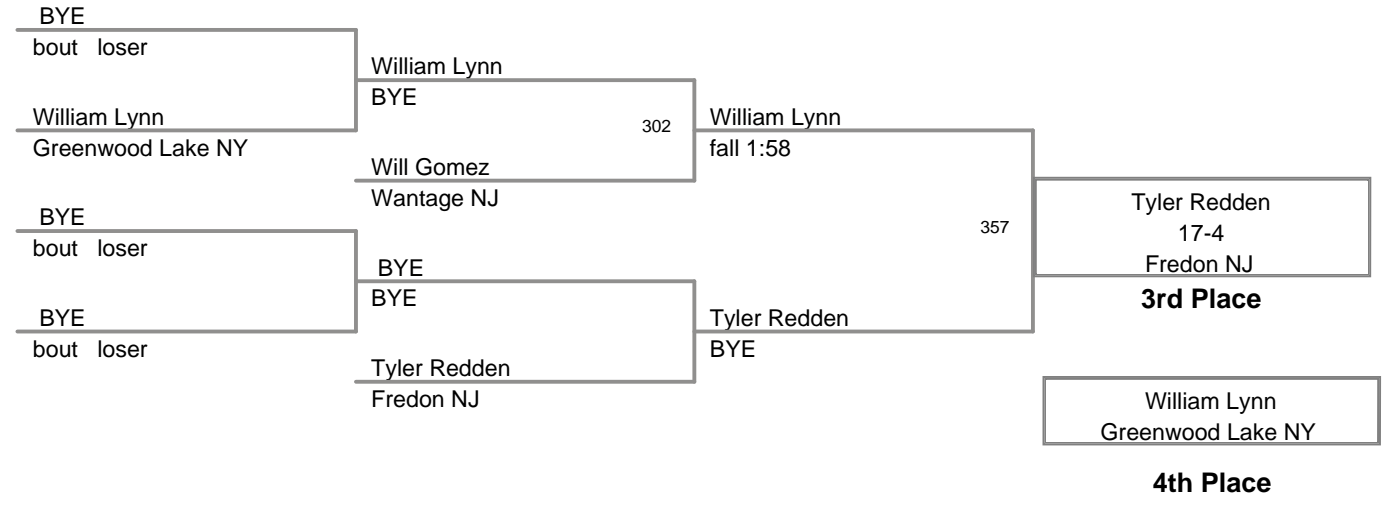 BYE
bout loser
William Lynn
BYE
William Lynn
Greenwood Lake NY
302
William Lynn
fall 1:58
Will Gomez
Wantage NJ
BYE
bout loser
357
Tyler Redden
17-4
Fredon NJ
3rd Place
BYE
BYE
BYE
bout loser
Tyler Redden
BYE
Tyler Redden
Fredon NJ
William Lynn
Greenwood Lake NY
4th Place